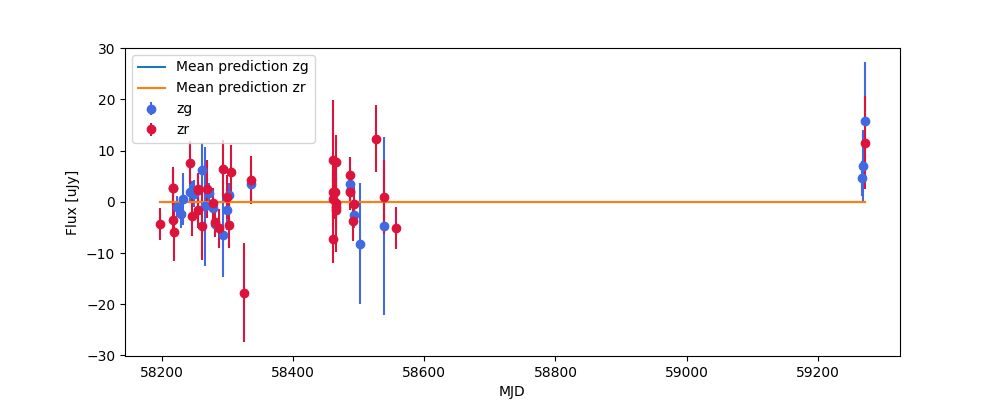 30
20
10
0
−10
−20
−30
Flux [uJy]
Mean prediction zg
Mean prediction zr
zg
zr
58200
58400
58600
58800
59000
59200
MJD